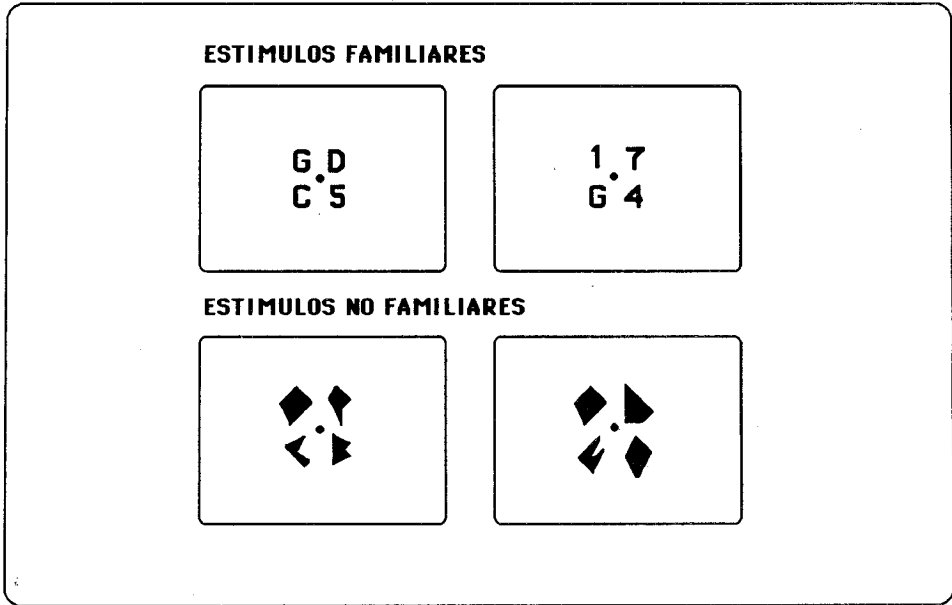 ESTIMULOS FAMILIARES
G D
C 5
1 7
G 4
ESTIMULOS NO FAMILIARES